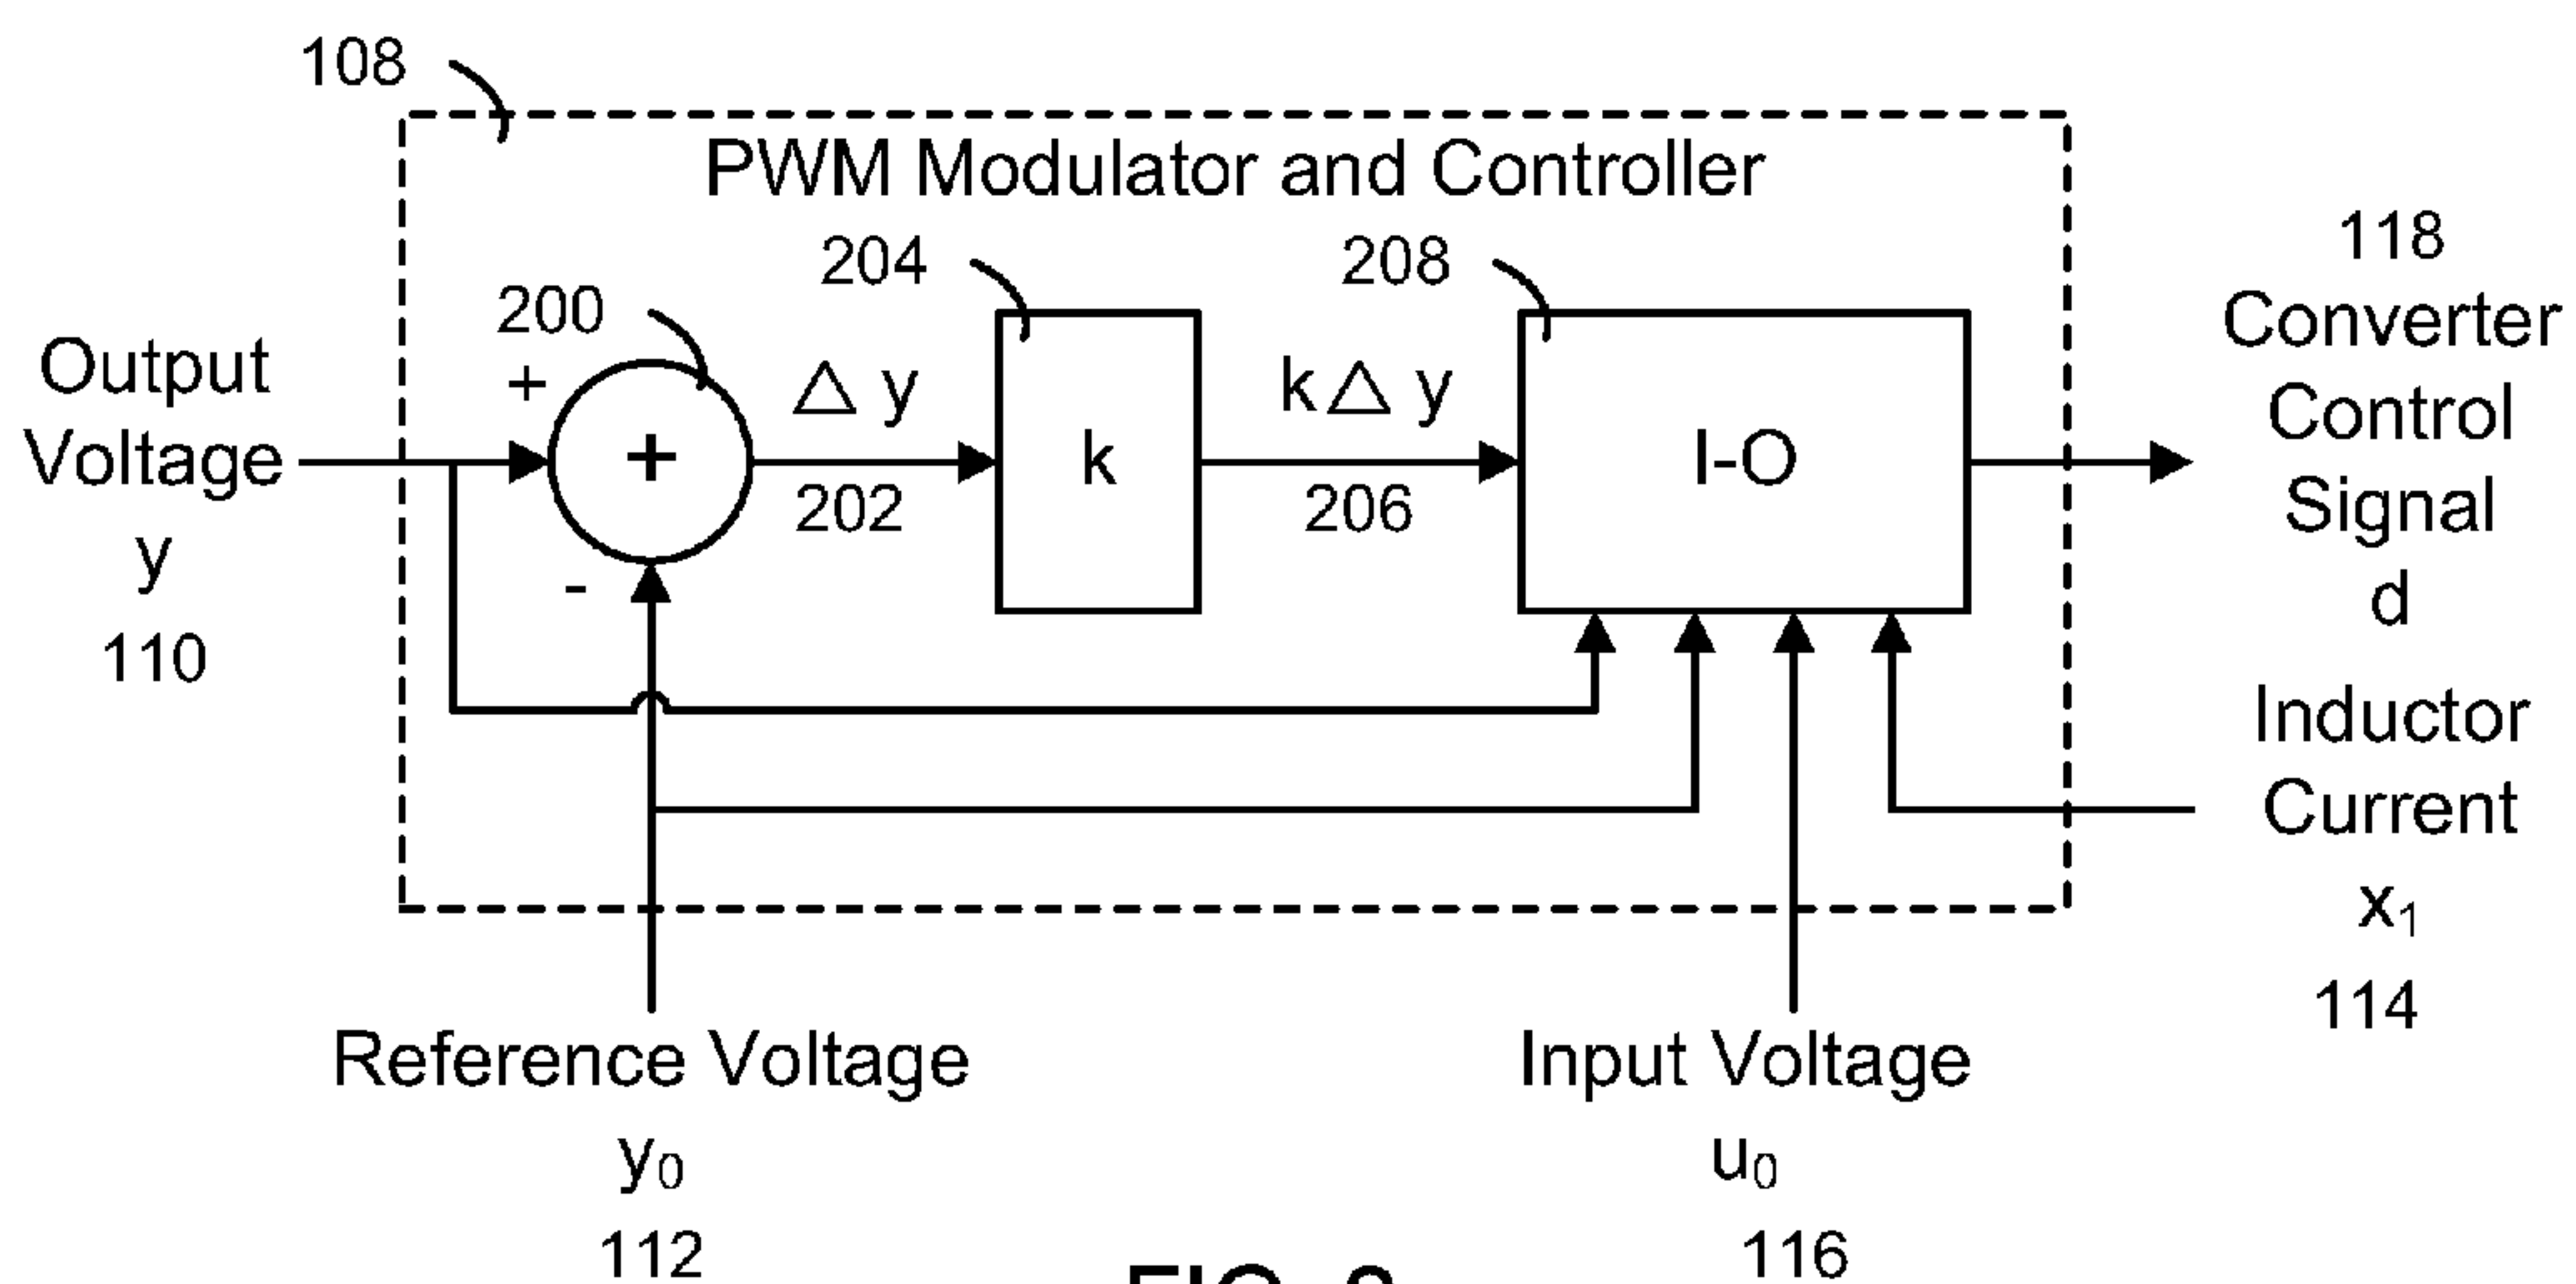 108
PWM Modulator and Controller
204
208
200
118
Converter
Control
Signal
d
Output
Voltage
y
110
+
+
-
△ y
202
k
k△ y
206
I-O
Inductor
Current
x₁
114
Reference Voltage
y₀
112
Input Voltage
u₀
116